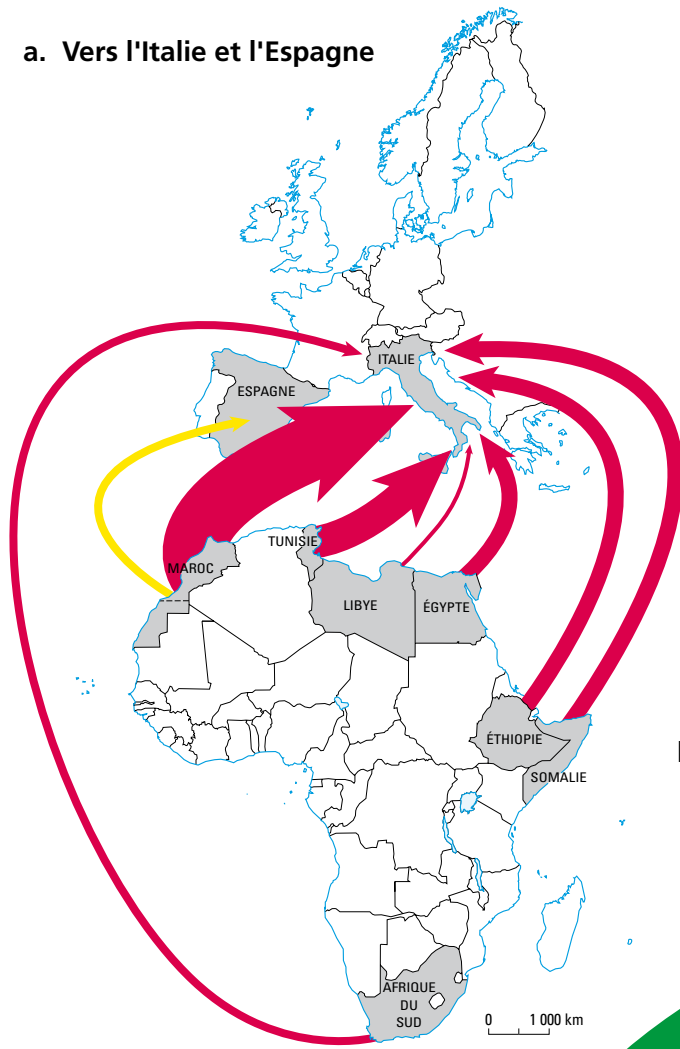 a. Vers l'Italie et l'Espagne
ITALIE
ESPAGNE
TUNISIE
MAROC
LIBYE
ÉGYPTE
ÉTHIOPIE
SOMALIE
AFRIQUE
DU
SUD
0 1 000 km